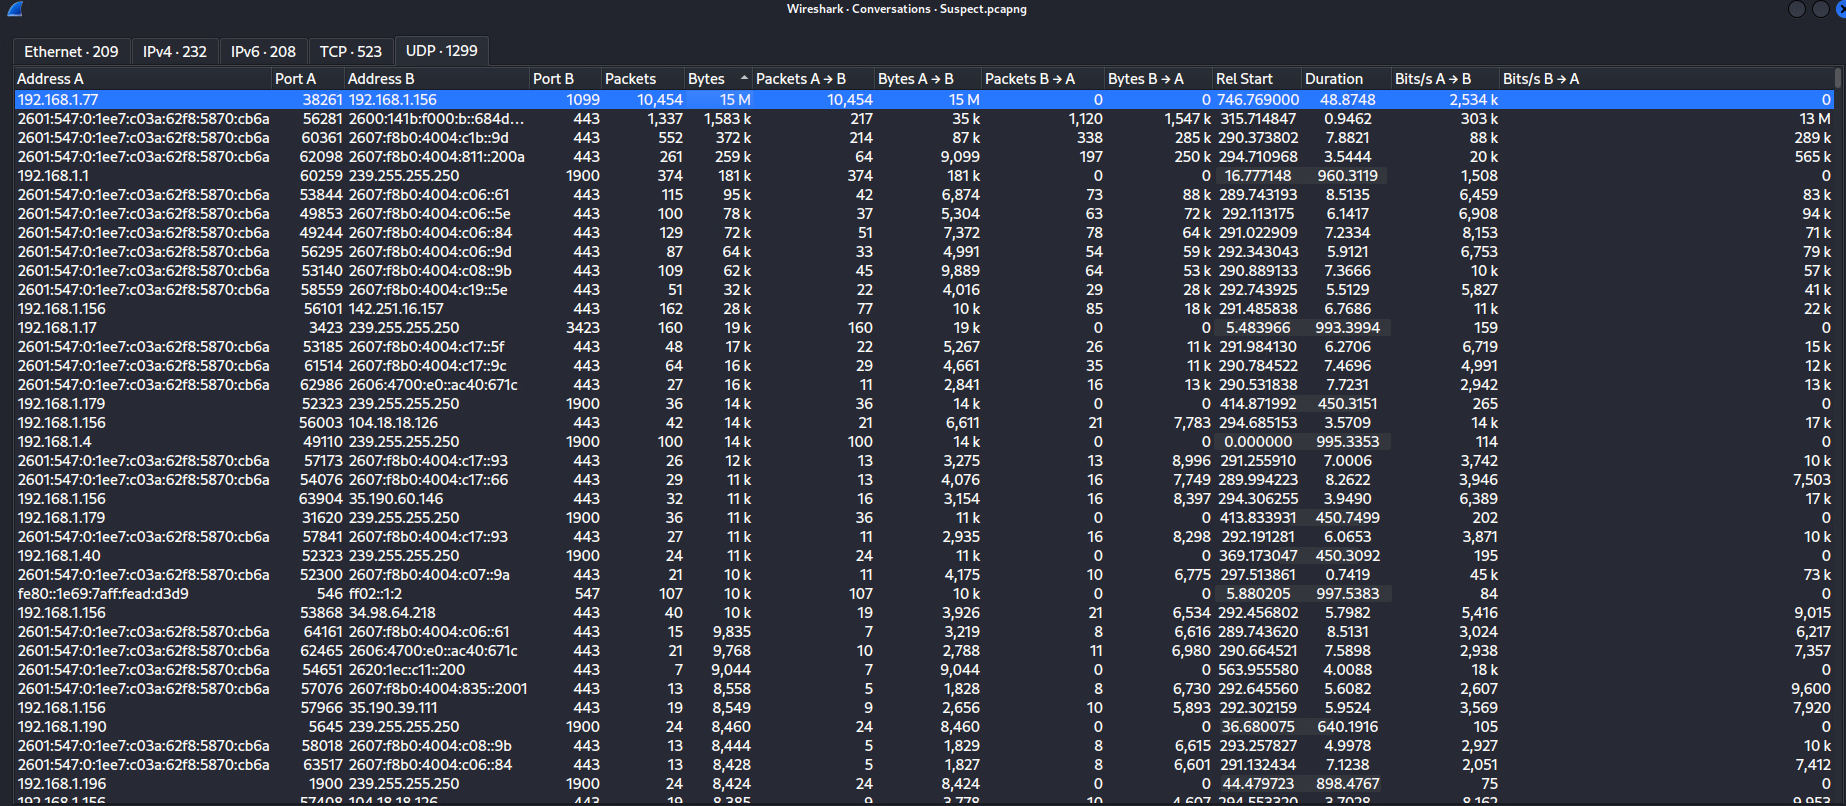 Wireshark · Conversations · Suspect.pcapng
Ethernet · 209 IPv4 · 232 IPv6 · 208 TCP · 523 UDP · 1299
Address A Port A Address B Port B Packets Bytes Packets A → B Bytes A → B Packets B → A Bytes B → A Rel Start Duration Bits/s A → B Bits/s B → A
192.168.1.77 38261 192.168.1.156 1099 10,454 15 M 10,454 15 M 0 0 746.769000 48.8748 2,534 k 0
2601:547:0:1ee7:c03a:62f8:5870:cb6a 56281 2600:141b:f000:b::684d… 443 1,337 1,583 k 217 35 k 1,120 1,547 k 315.714847 0.9462 303 k 13 M
2601:547:0:1ee7:c03a:62f8:5870:cb6a 60361 2607:f8b0:4004:c1b::9d 443 552 372 k 214 87 k 338 285 k 290.373802 7.8821 88 k 289 k
2601:547:0:1ee7:c03a:62f8:5870:cb6a 62098 2607:f8b0:4004:811::200a 443 261 259 k 64 9,099 197 250 k 294.710968 3.5444 20 k 565 k
192.168.1.1 60259 239.255.255.250 1900 374 181 k 374 181 k 0 0 16.777148 960.3119 1,508 0
2601:547:0:1ee7:c03a:62f8:5870:cb6a 53844 2607:f8b0:4004:c06::61 443 115 95 k 42 6,874 73 88 k 289.743193 8.5135 6,459 83 k
2601:547:0:1ee7:c03a:62f8:5870:cb6a 49853 2607:f8b0:4004:c06::5e 443 100 78 k 37 5,304 63 72 k 292.113175 6.1417 6,908 94 k
2601:547:0:1ee7:c03a:62f8:5870:cb6a 49244 2607:f8b0:4004:c06::84 443 129 72 k 51 7,372 78 64 k 291.022909 7.2334 8,153 71 k
2601:547:0:1ee7:c03a:62f8:5870:cb6a 56295 2607:f8b0:4004:c06::9d 443 87 64 k 33 4,991 54 59 k 292.343043 5.9121 6,753 79 k
2601:547:0:1ee7:c03a:62f8:5870:cb6a 53140 2607:f8b0:4004:c08::9b 443 109 62 k 45 9,889 64 53 k 290.889133 7.3666 10 k 57 k
2601:547:0:1ee7:c03a:62f8:5870:cb6a 58559 2607:f8b0:4004:c19::5e 443 51 32 k 22 4,016 29 28 k 292.743925 5.5129 5,827 41 k
192.168.1.156 56101 142.251.16.157 443 162 28 k 77 10 k 85 18 k 291.485838 6.7686 11 k 22 k
192.168.1.17 3423 239.255.255.250 3423 160 19 k 160 19 k 0 0 5.483966 993.3994 159 0
2601:547:0:1ee7:c03a:62f8:5870:cb6a 53185 2607:f8b0:4004:c17::5f 443 48 17 k 22 5,267 26 11 k 291.984130 6.2706 6,719 15 k
2601:547:0:1ee7:c03a:62f8:5870:cb6a 61514 2607:f8b0:4004:c17::9c 443 64 16 k 29 4,661 35 11 k 290.784522 7.4696 4,991 12 k
2601:547:0:1ee7:c03a:62f8:5870:cb6a 62986 2606:4700:e0::ac40:671c 443 27 16 k 11 2,841 16 13 k 290.531838 7.7231 2,942 13 k
192.168.1.179 52323 239.255.255.250 1900 36 14 k 36 14 k 0 0 414.871992 450.3151 265 0
192.168.1.156 56003 104.18.18.126 443 42 14 k 21 6,611 21 7,783 294.685153 3.5709 14 k 17 k
192.168.1.4 49110 239.255.255.250 1900 100 14 k 100 14 k 0 0 0.000000 995.3353 114 0
2601:547:0:1ee7:c03a:62f8:5870:cb6a 57173 2607:f8b0:4004:c17::93 443 26 12 k 13 3,275 13 8,996 291.255910 7.0006 3,742 10 k
2601:547:0:1ee7:c03a:62f8:5870:cb6a 54076 2607:f8b0:4004:c17::66 443 29 11 k 13 4,076 16 7,749 289.994223 8.2622 3,946 7,503
192.168.1.156 63904 35.190.60.146 443 32 11 k 16 3,154 16 8,397 294.306255 3.9490 6,389 17 k
192.168.1.179 31620 239.255.255.250 1900 36 11 k 36 11 k 0 0 413.833931 450.7499 202 0
2601:547:0:1ee7:c03a:62f8:5870:cb6a 57841 2607:f8b0:4004:c17::93 443 27 11 k 11 2,935 16 8,298 292.191281 6.0653 3,871 10 k
192.168.1.40 52323 239.255.255.250 1900 24 11 k 24 11 k 0 0 369.173047 450.3092 195 0
2601:547:0:1ee7:c03a:62f8:5870:cb6a 52300 2607:f8b0:4004:c07::9a 443 21 10 k 11 4,175 10 6,775 297.513861 0.7419 45 k 73 k
fe80::1e69:7aff:fead:d3d9 546 ff02::1:2 547 107 10 k 107 10 k 0 0 5.880205 997.5383 84 0
192.168.1.156 53868 34.98.64.218 443 40 10 k 19 3,926 21 6,534 292.456802 5.7982 5,416 9,015
2601:547:0:1ee7:c03a:62f8:5870:cb6a 64161 2607:f8b0:4004:c06::61 443 15 9,835 7 3,219 8 6,616 289.743620 8.5131 3,024 6,217
2601:547:0:1ee7:c03a:62f8:5870:cb6a 62465 2606:4700:e0::ac40:671c 443 21 9,768 10 2,788 11 6,980 290.664521 7.5898 2,938 7,357
2601:547:0:1ee7:c03a:62f8:5870:cb6a 54651 2620:1ec:c11::200 443 7 9,044 7 9,044 0 0 563.955580 4.0088 18 k 0
2601:547:0:1ee7:c03a:62f8:5870:cb6a 57076 2607:f8b0:4004:835::2001 443 13 8,558 5 1,828 8 6,730 292.645560 5.6082 2,607 9,600
192.168.1.156 57966 35.190.39.111 443 19 8,549 9 2,656 10 5,893 292.302159 5.9524 3,569 7,920
192.168.1.190 5645 239.255.255.250 1900 24 8,460 24 8,460 0 0 36.680075 640.1916 105 0
2601:547:0:1ee7:c03a:62f8:5870:cb6a 58018 2607:f8b0:4004:c08::9b 443 13 8,444 5 1,829 8 6,615 293.257827 4.9978 2,927 10 k
2601:547:0:1ee7:c03a:62f8:5870:cb6a 63517 2607:f8b0:4004:c06::84 443 13 8,428 5 1,827 8 6,601 291.132434 7.1238 2,051 7,412
192.168.1.196 1900 239.255.255.250 1900 24 8,424 24 8,424 0 0 44.479723 898.4767 75 0
192.168.1.156 57408 104.18.18.126 443 19 8,385 9 3,778 10 4,607 294.553320 3.7028 8,162 9,953